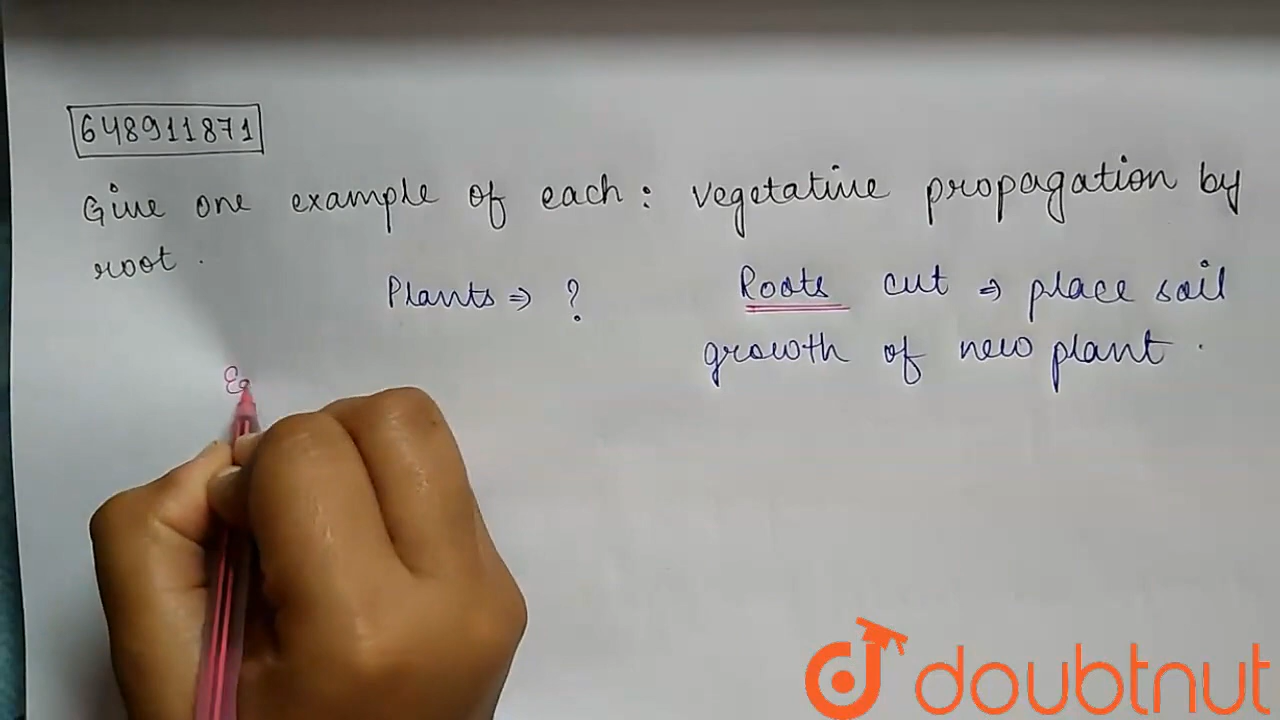 648911871
Give one example of each: vegetative propagation by
root.
Plants ⇒ ?
Roots cut ⇒ place soil
growth of new plant.
doubtnut